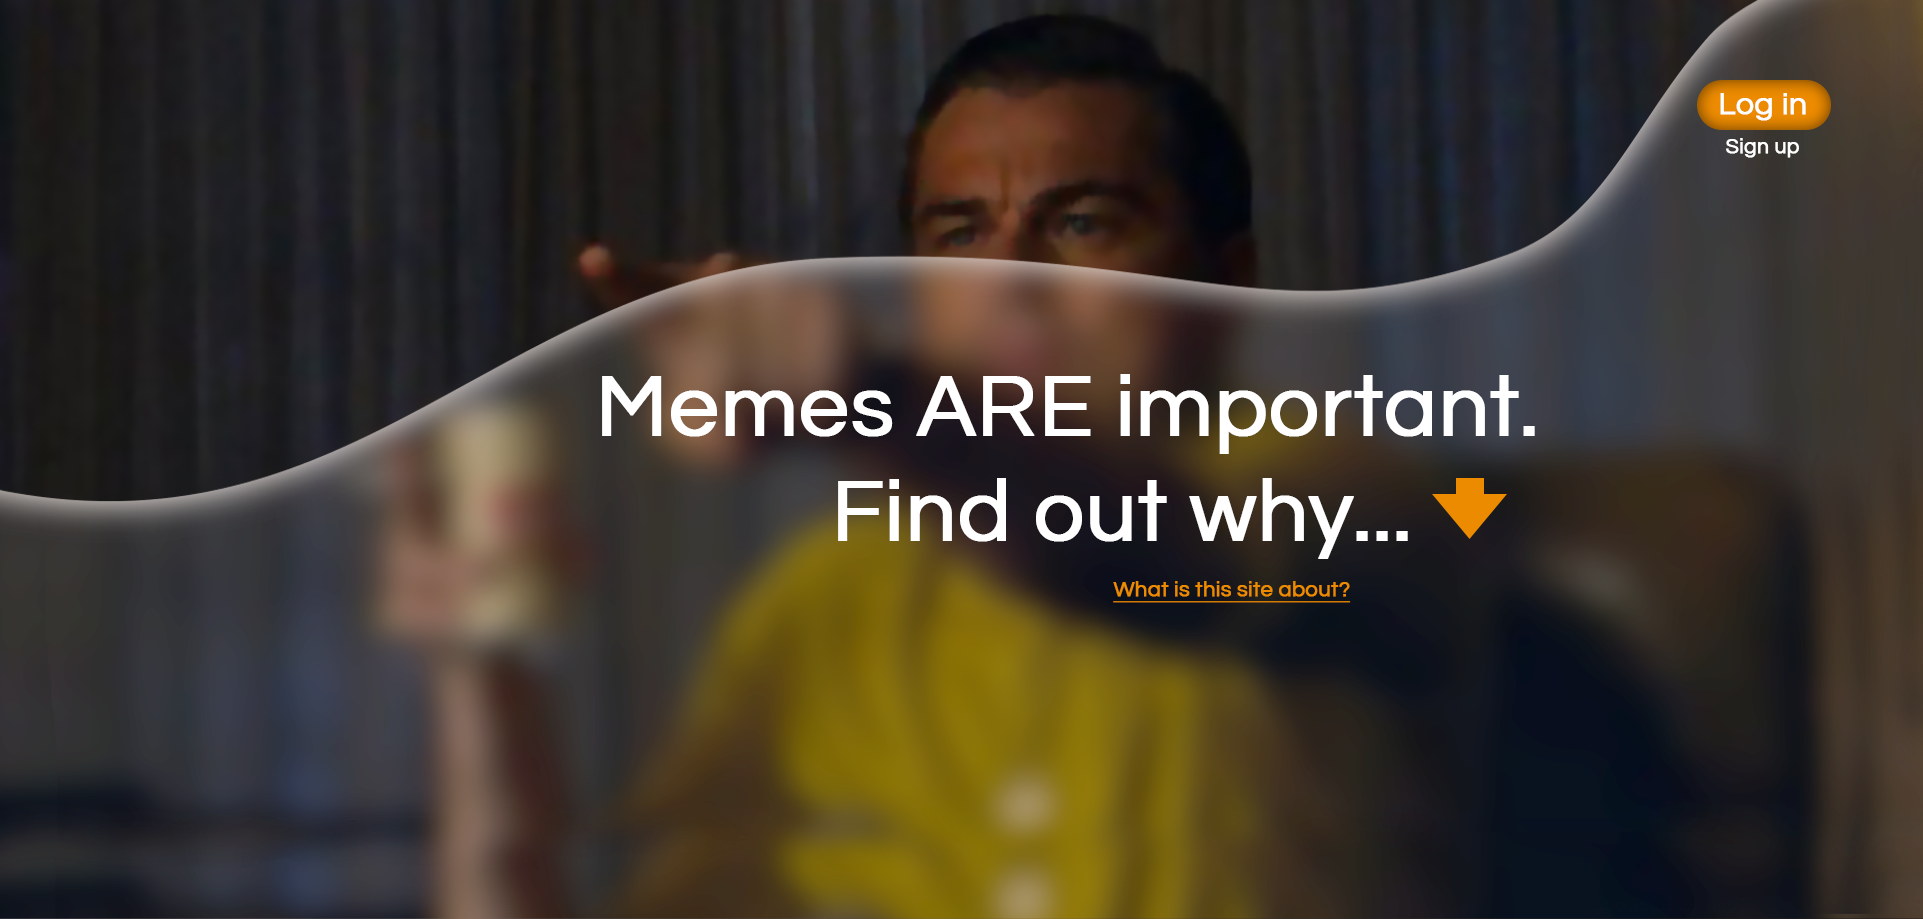 Log in
Sign up
Memes ARE important.
Find out why...
What is this site about?